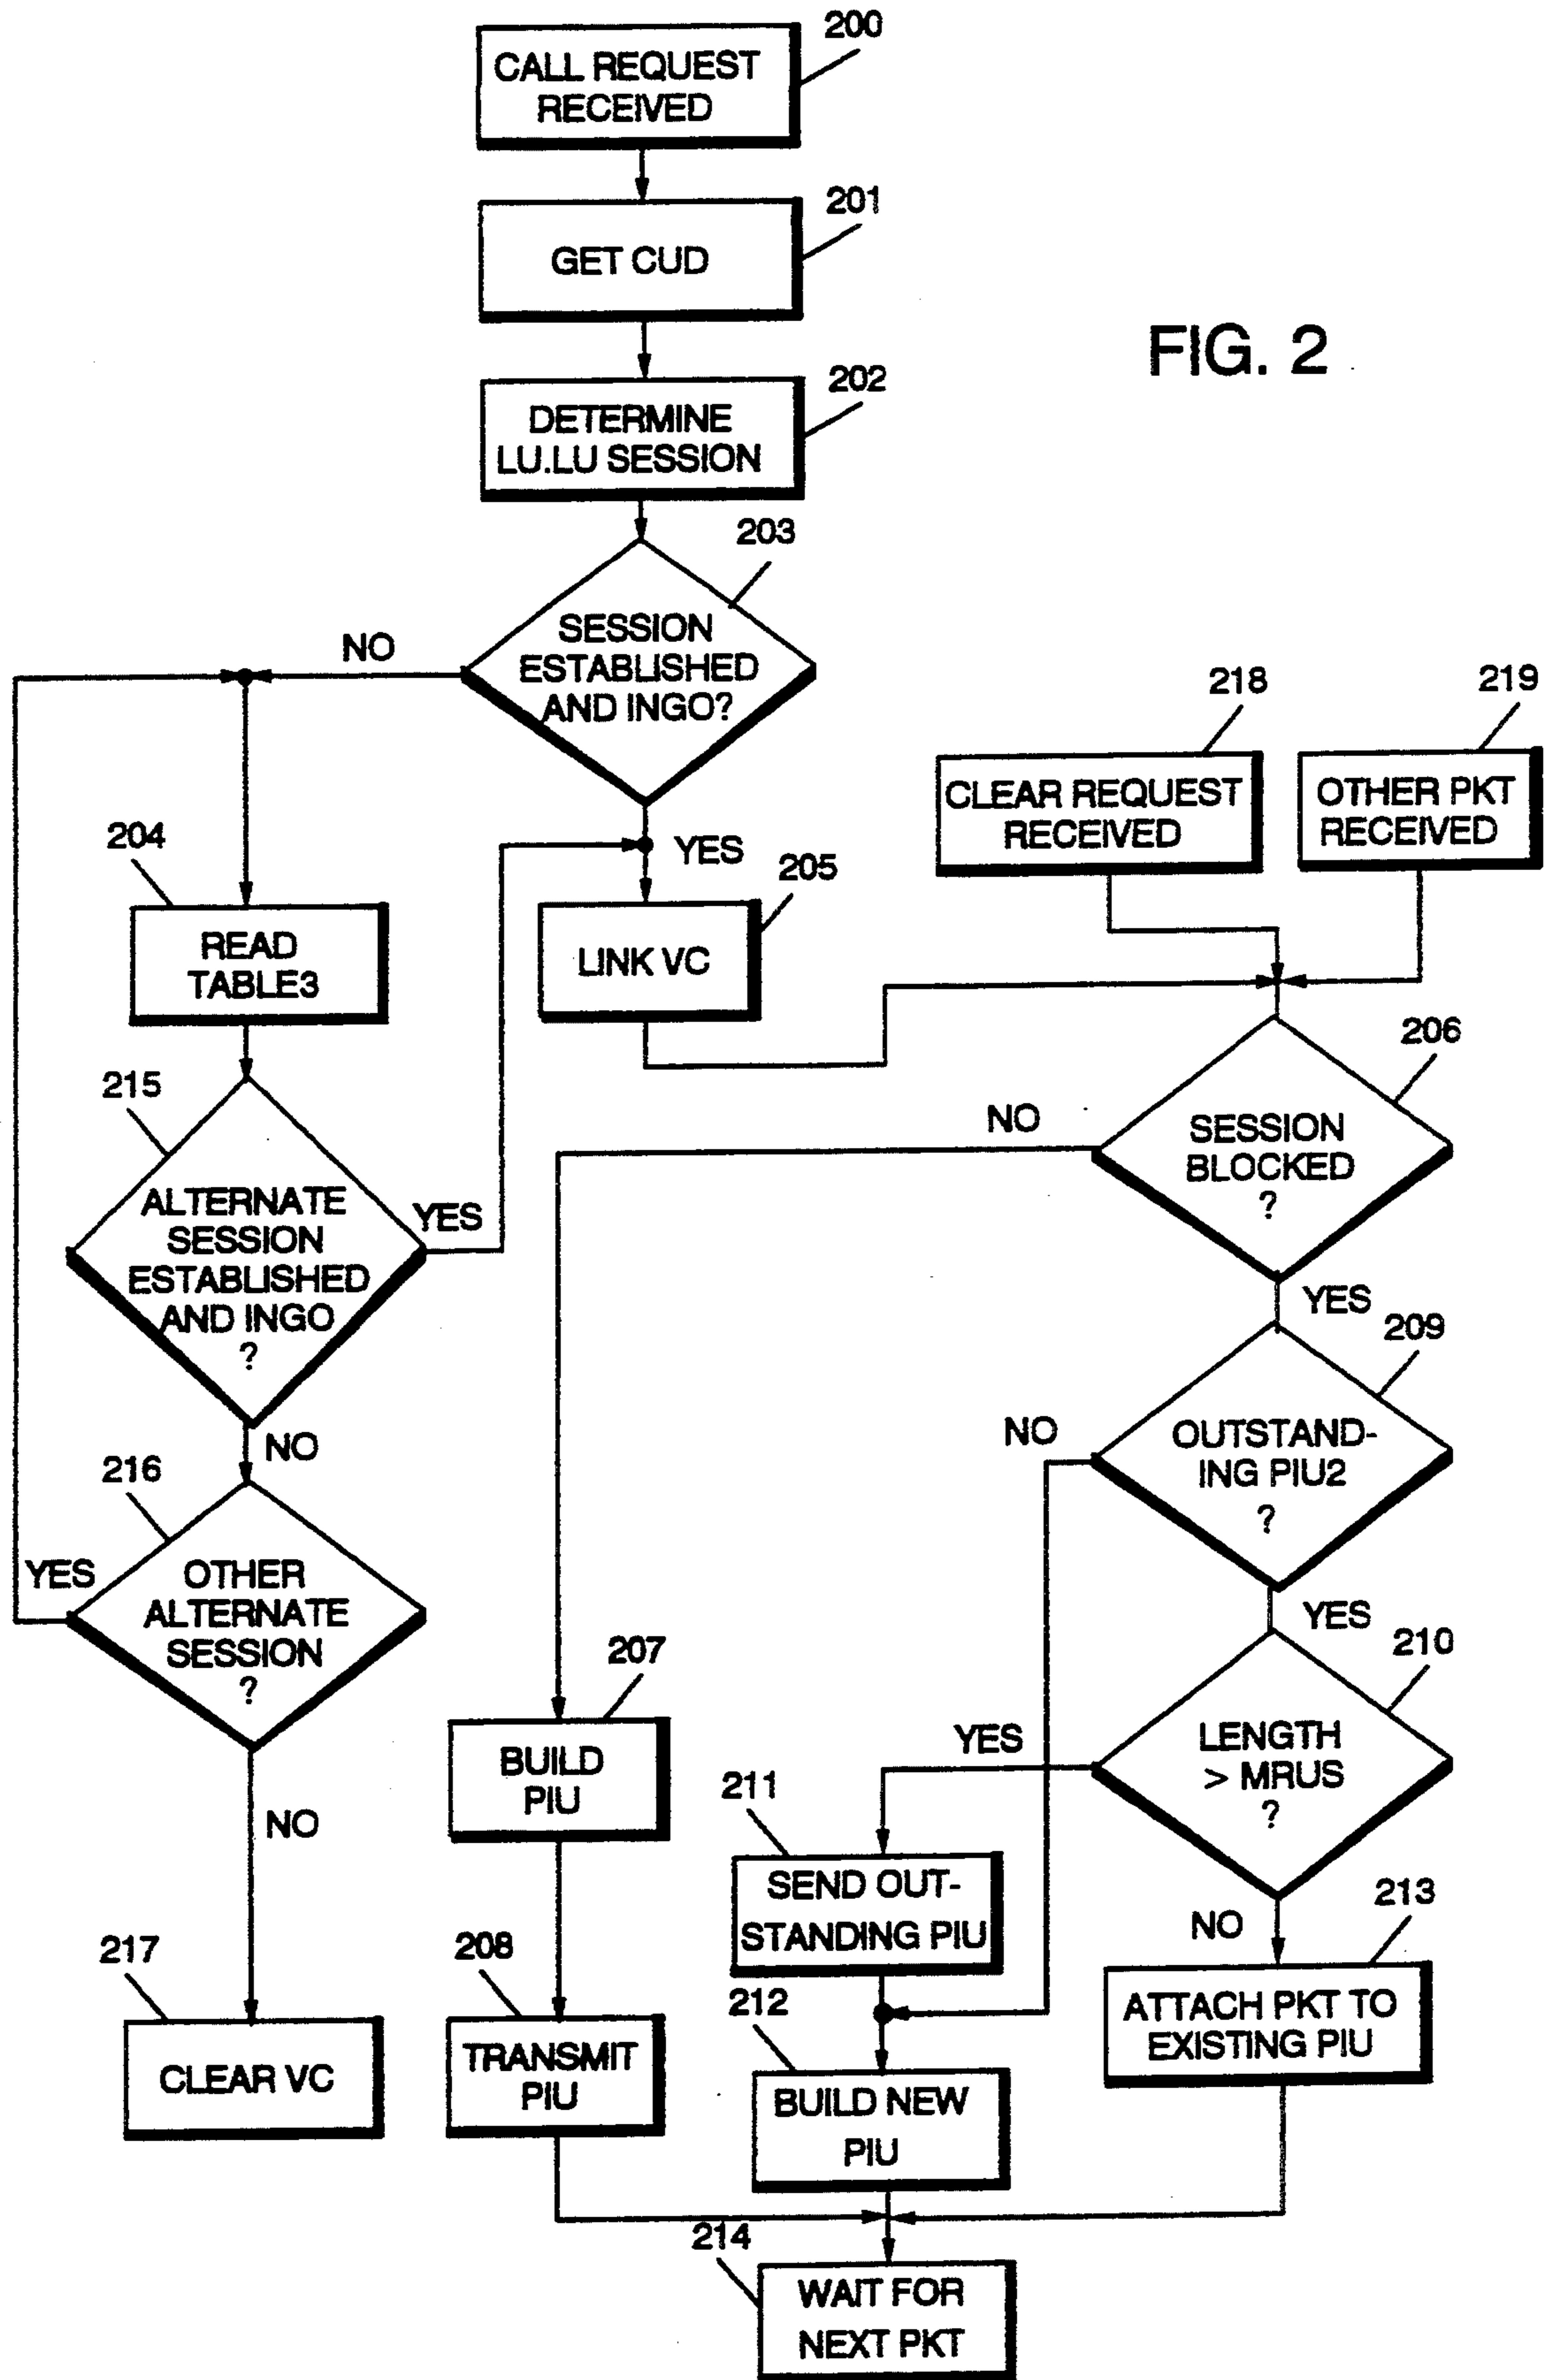 200
CALL REQUEST
RECEIVED
201
GET CUD
FIG. 2
202
DETERMINE
LU.LU SESSION
203
SESSION
ESTABLISHED
AND INGO?
NO
YES
218
CLEAR REQUEST
RECEIVED
219
OTHER PKT
RECEIVED
204
READ
TABLE3
205
LINK VC
206
SESSION
BLOCKED
?
NO
YES
215
ALTERNATE
SESSION
ESTABLISHED
AND INGO
?
YES
NO
209
OUTSTAND-
ING PIU2
?
NO
YES
216
OTHER
ALTERNATE
SESSION
?
YES
NO
210
LENGTH
> MRUS
?
YES
NO
207
BUILD
PIU
211
SEND OUT-
STANDING PIU
213
ATTACH PKT TO
EXISTING PIU
217
CLEAR VC
208
TRANSMIT
PIU
212
BUILD NEW
PIU
214
WAIT FOR
NEXT PKT